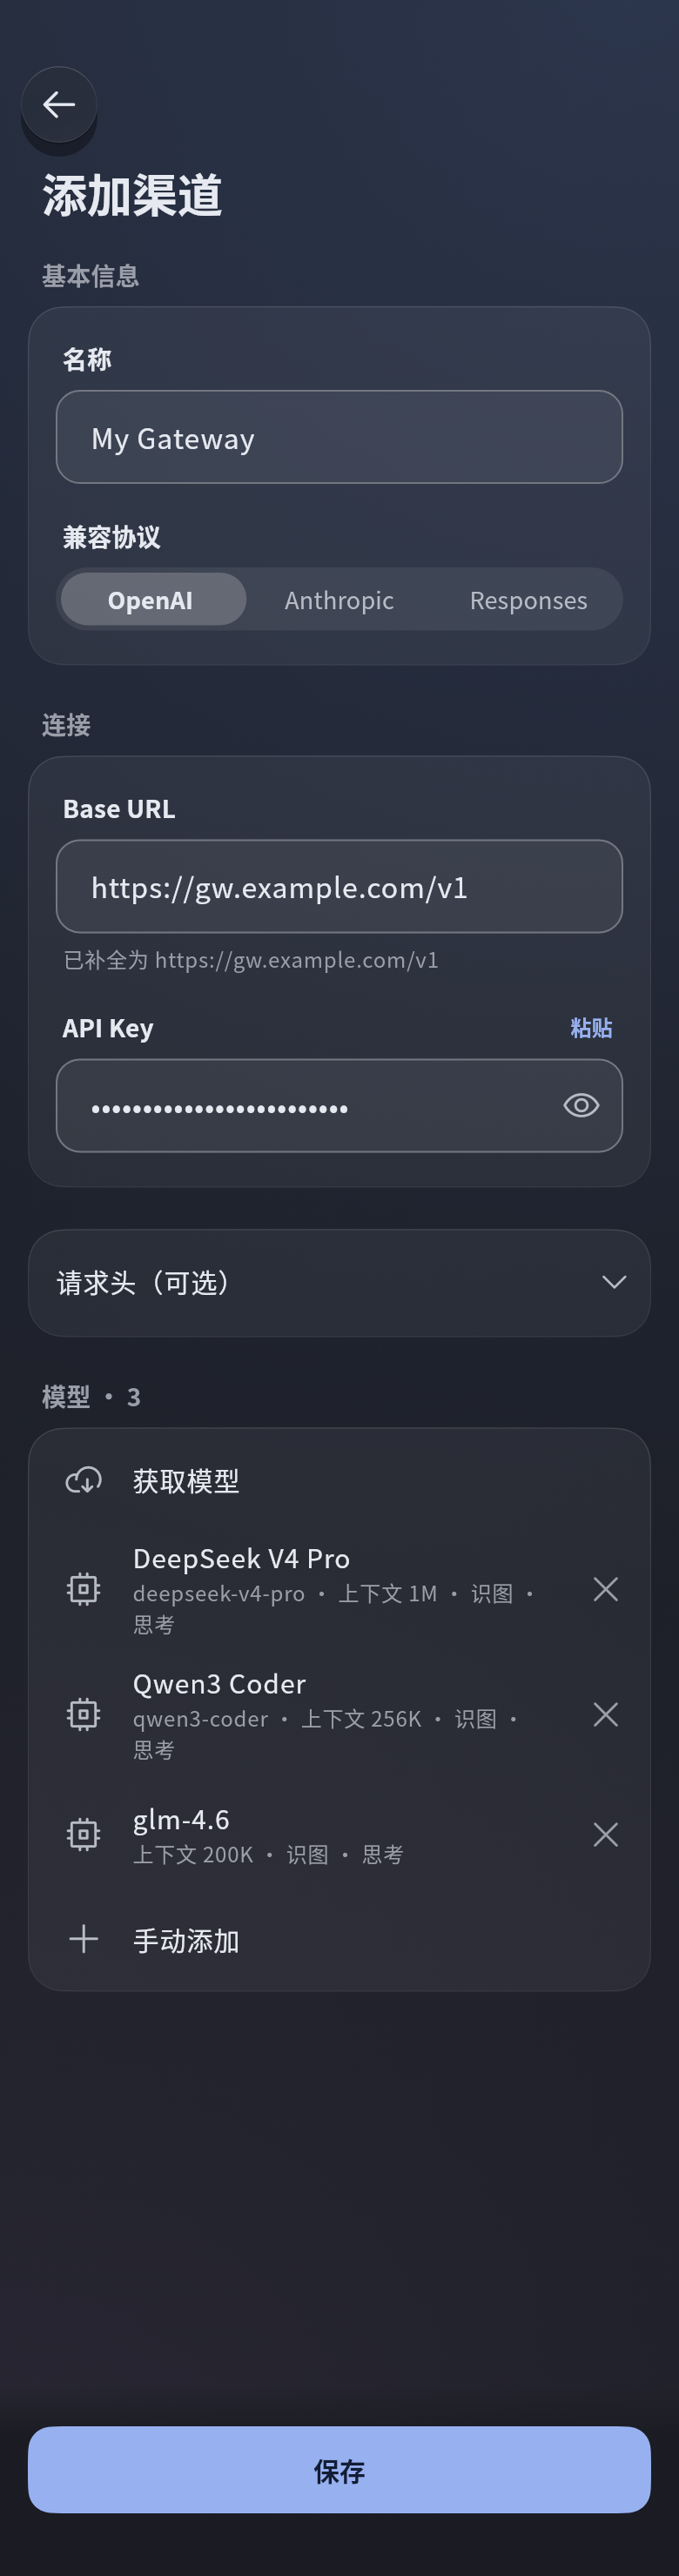 添加渠道
基本信息
名称
My Gateway
兼容协议
OpenAI Anthropic Responses
连接
Base URL
https://gw.example.com/v1
已补全为 https://gw.example.com/v1
API Key 粘贴
•••••••••••••••••••••••••
请求头（可选）
模型 · 3
获取模型
DeepSeek V4 Pro
deepseek-v4-pro · 上下文 1M · 识图 ·
思考
Qwen3 Coder
qwen3-coder · 上下文 256K · 识图 ·
思考
glm-4.6
上下文 200K · 识图 · 思考
手动添加
保存